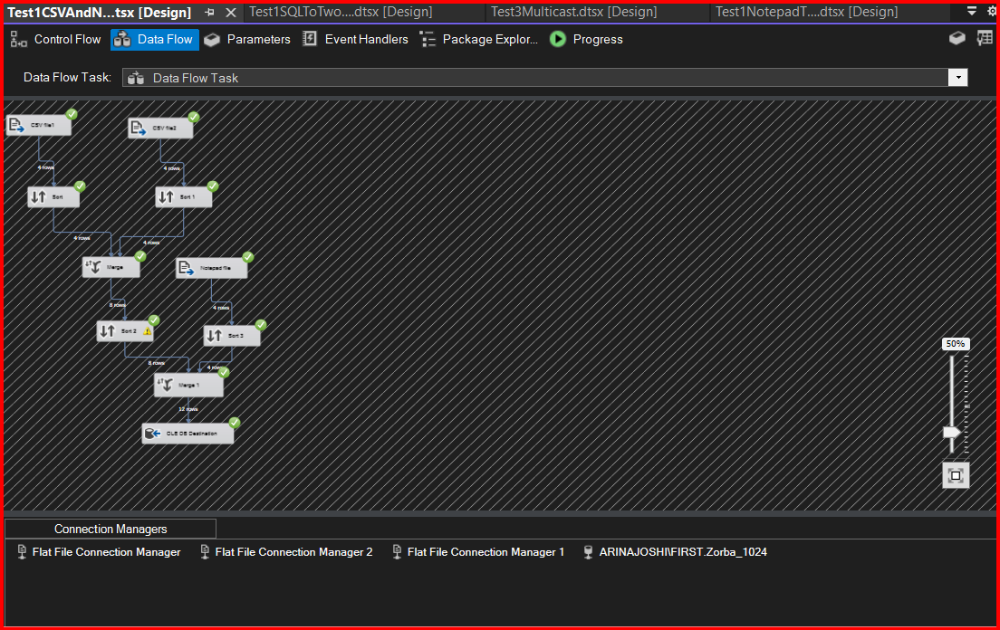 Test1CSVAndN...tsx [Design]
Test1SQLToTwo....dtsx [Design]
Test3Multicast.dtsx [Design]
Test1NotepadT....dtsx [Design]
Control Flow
Data Flow
Parameters
Event Handlers
Package Explor...
Progress
Data Flow Task:
Data Flow Task
CSV file1
CSV file2
4 rows
4 rows
Sort
Sort 1
4 rows
4 rows
Merge
Notepad file
8 rows
4 rows
Sort 2
Sort 3
8 rows
4 rows
Merge 1
12 rows
OLE DB Destination
50%
Connection Managers
Flat File Connection Manager
Flat File Connection Manager 2
Flat File Connection Manager 1
ARINAJOSHI\FIRST.Zorba_1024